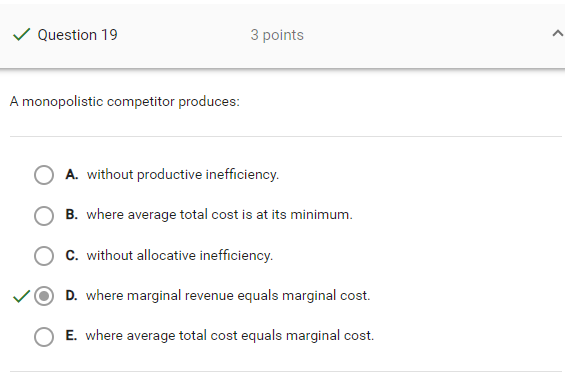 Question 19 3 points
A monopolistic competitor produces:
A. without productive inefficiency.
B. where average total cost is at its minimum.
C. without allocative inefficiency.
D. where marginal revenue equals marginal cost.
E. where average total cost equals marginal cost.